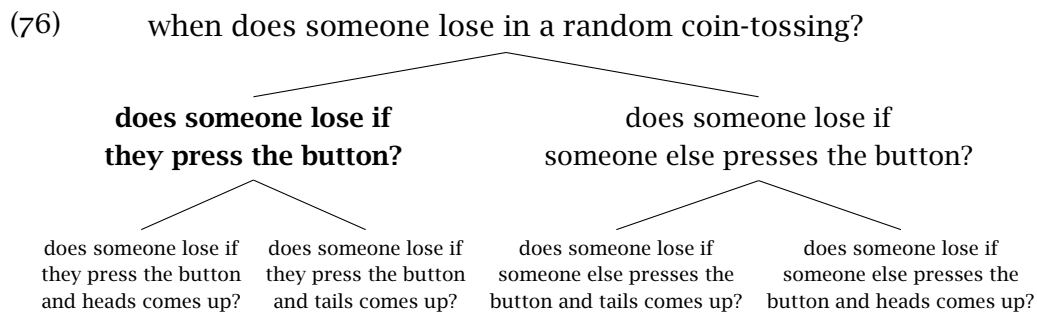 (76) when does someone lose in a random coin-tossing?
does someone lose if
they press the button?
does someone lose if
someone else presses the button?
does someone lose if
they press the button
and heads comes up?
does someone lose if
they press the button
and tails comes up?
does someone lose if
someone else presses the
button and tails comes up?
does someone lose if
someone else presses the
button and heads comes up?